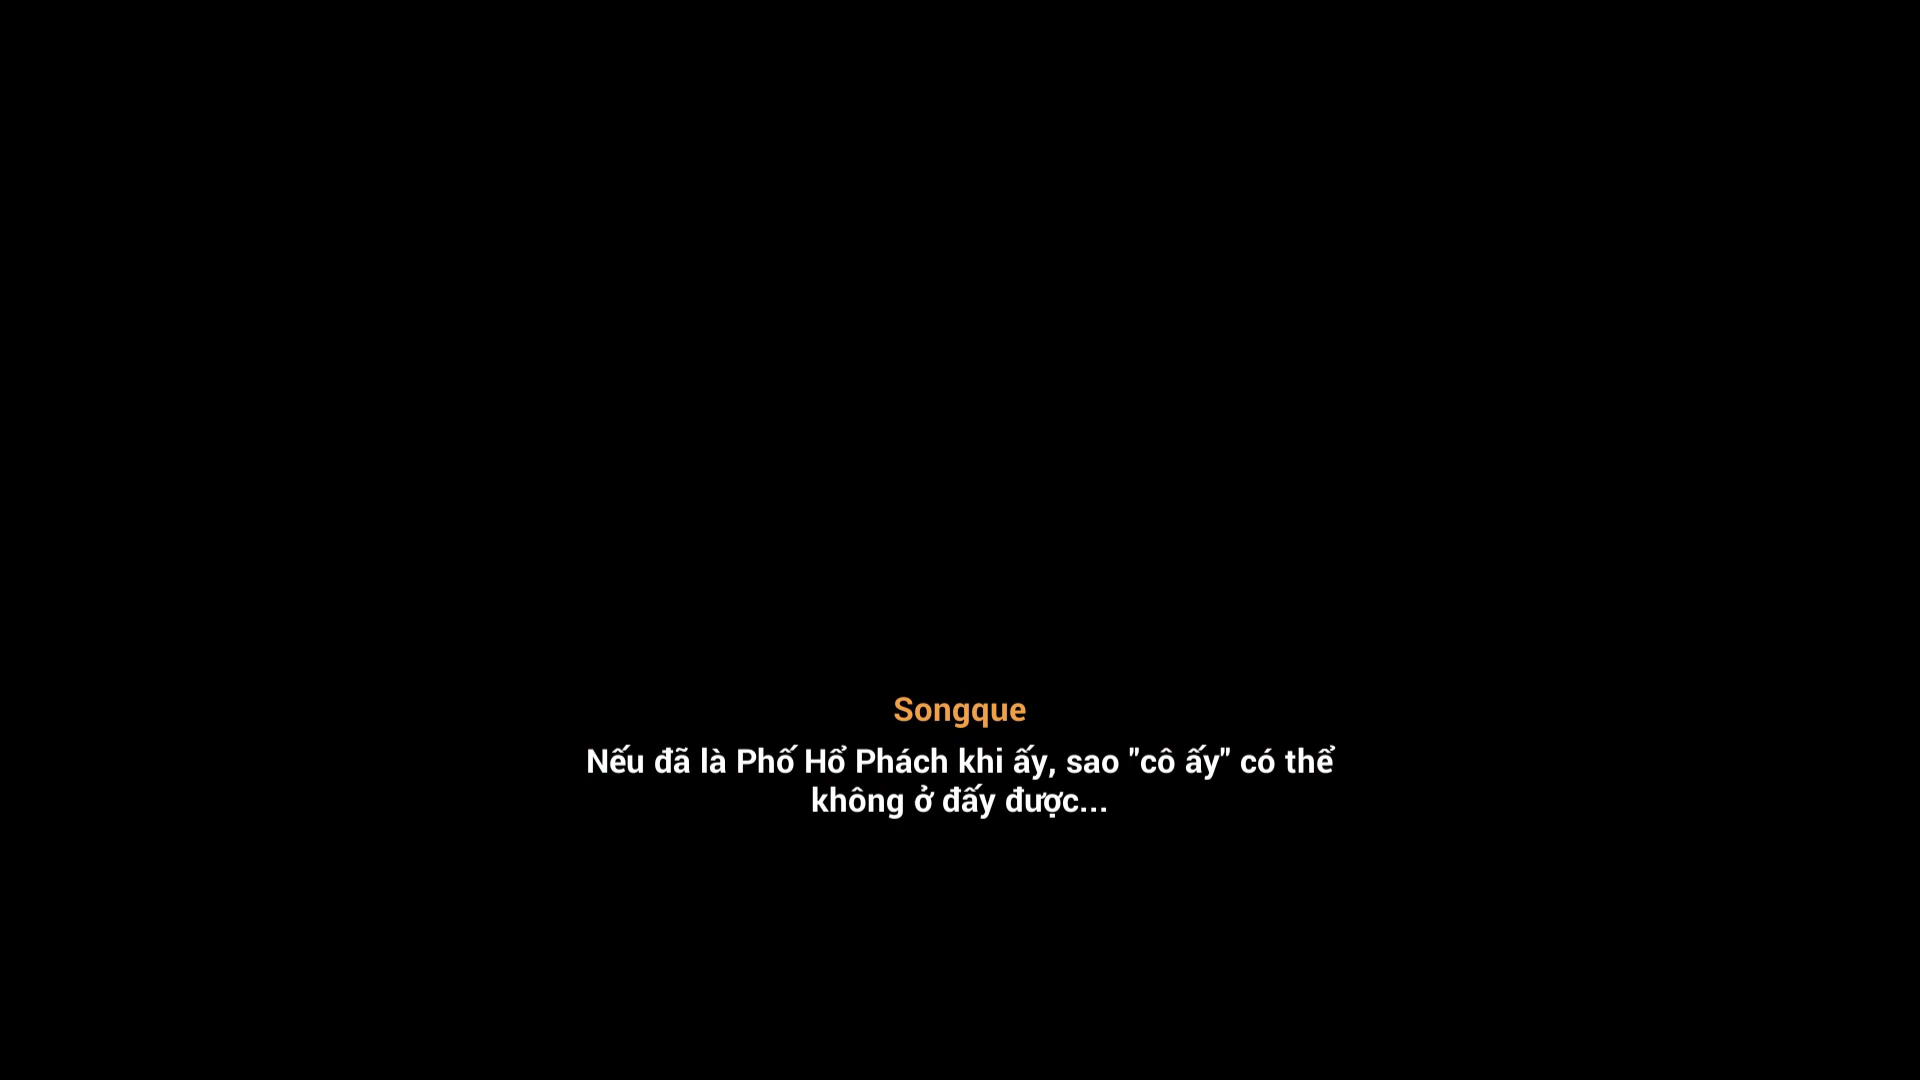 Songque
Nếu đã là Phố Hổ Phách khi ấy, sao "cô ấy" có thể
không ở đấy được...